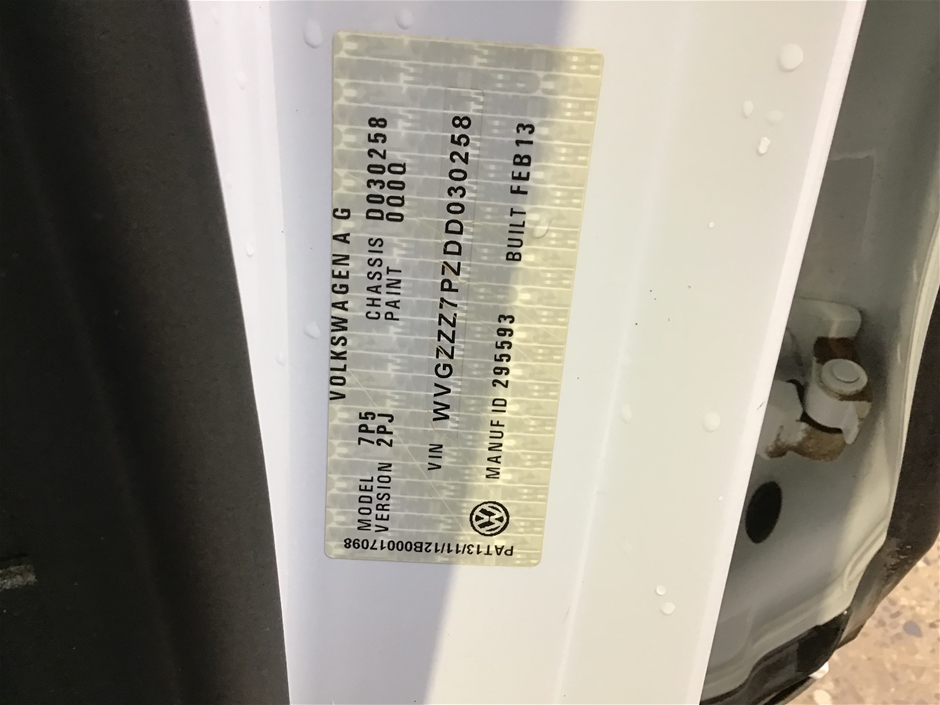 VOLKSWAGEN A G
MODEL 7P5 CHASSIS D030258
VERSION 2PJ PAINT 0Q0Q
VIN WVGZZZ7PZDD030258
MANUF ID 295593 BUILT FEB13
PAT13/11/12B00017098